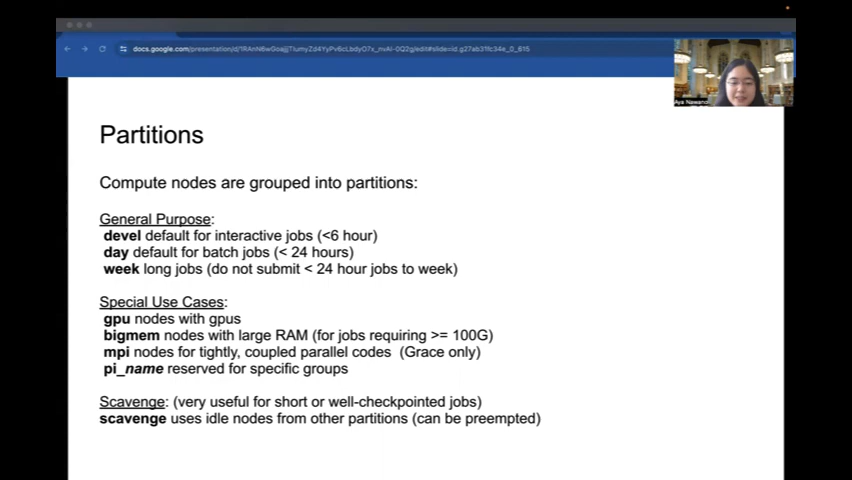 Partitions
Compute nodes are grouped into partitions:
General Purpose:
devel default for interactive jobs (<6 hour)
day default for batch jobs (< 24 hours)
week long jobs (do not submit < 24 hour jobs to week)
Special Use Cases:
gpu nodes with gpus
bigmem nodes with large RAM (for jobs requiring >= 100G)
mpi nodes for tightly, coupled parallel codes (Grace only)
pi_name reserved for specific groups
Scavenge: (very useful for short or well-checkpointed jobs)
scavenge uses idle nodes from other partitions (can be preempted)